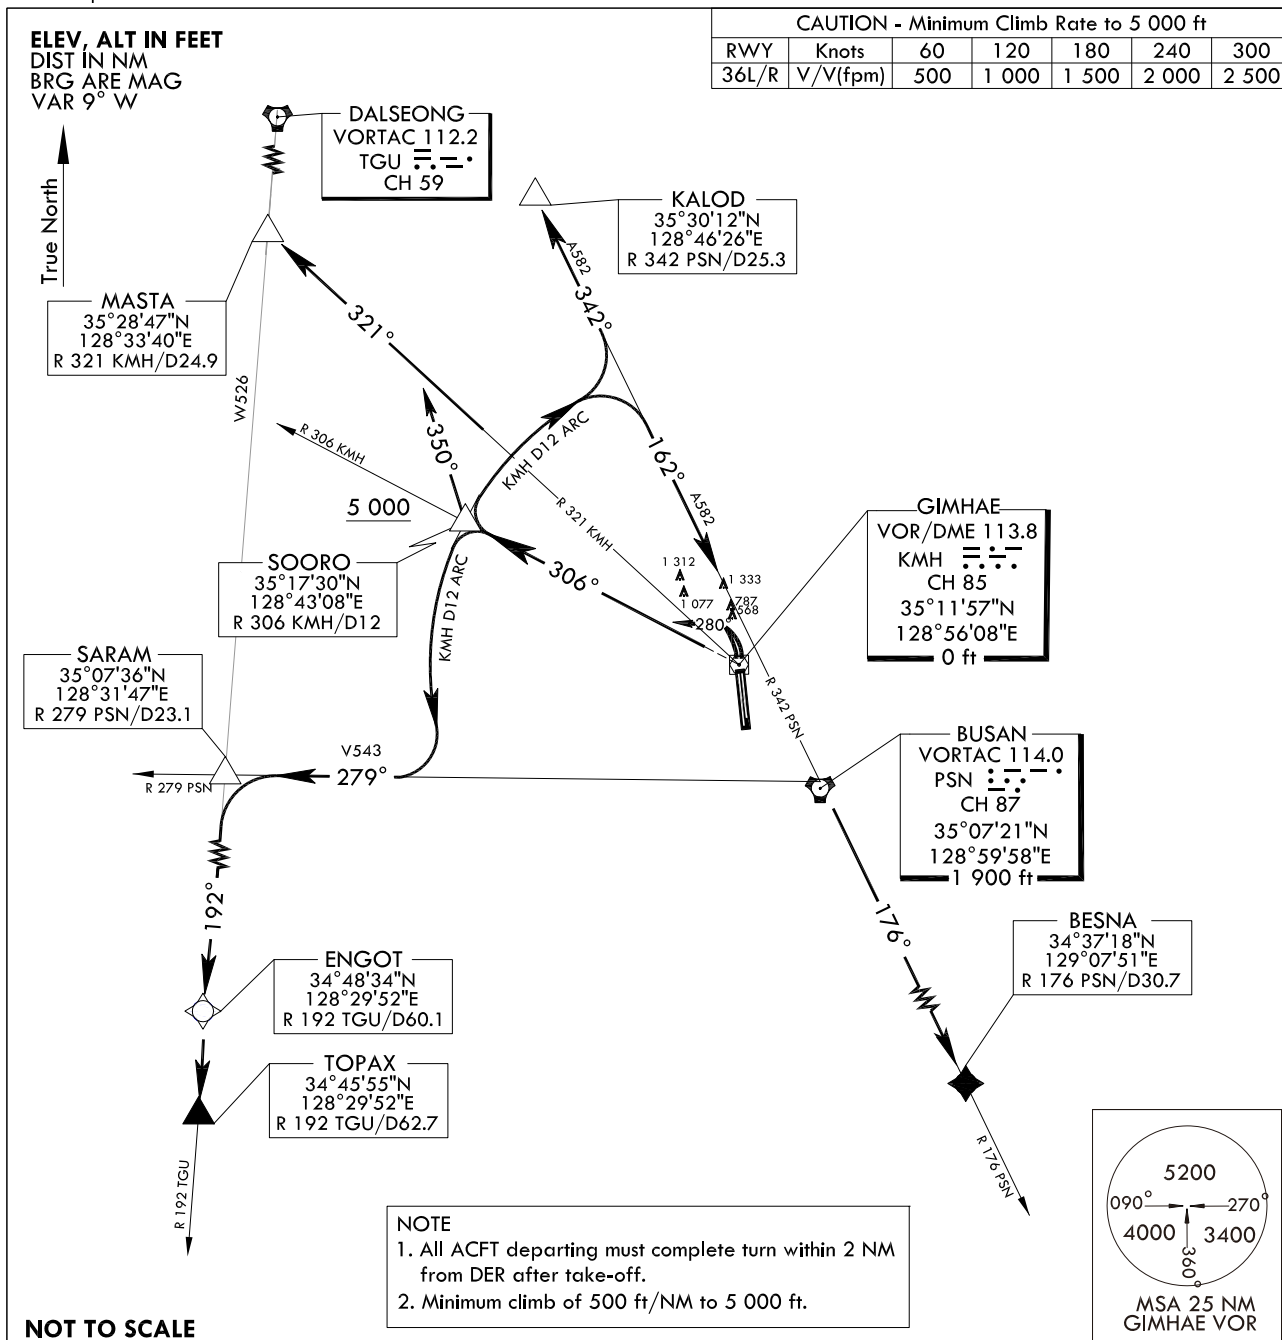 ELEV, ALT IN FEET
DIST IN NM
BRG ARE MAG
VAR 9° W
True North
CAUTION - Minimum Climb Rate to 5 000 ft
RWY Knots 60 120 180 240 300
36L/R V/V(fpm) 500 1 000 1 500 2 000 2 500
DALSEONG
VORTAC 112.2
TGU
CH 59
KALOD
35°30'12"N
128°46'26"E
R 342 PSN/D25.3
MASTA
35°28'47"N
128°33'40"E
R 321 KMH/D24.9
A582
342°
321°
W526
350°
R 306 KMH
KMH D12 ARC
162°
A582
R 321 KMH
5 000
SOORO
35°17'30"N
128°43'08"E
R 306 KMH/D12
306°
KMH D12 ARC
1 312
1 333
1 077
787
568
280°
GIMHAE
VOR/DME 113.8
KMH
CH 85
35°11'57"N
128°56'08"E
0 ft
SARAM
35°07'36"N
128°31'47"E
R 279 PSN/D23.1
R 342 PSN
V543
279°
R 279 PSN
BUSAN
VORTAC 114.0
PSN
CH 87
35°07'21"N
128°59'58"E
1 900 ft
192°
176°
BESNA
34°37'18"N
129°07'51"E
R 176 PSN/D30.7
ENGOT
34°48'34"N
128°29'52"E
R 192 TGU/D60.1
TOPAX
34°45'55"N
128°29'52"E
R 192 TGU/D62.7
R 192 TGU
R 176 PSN
NOTE
1. All ACFT departing must complete turn within 2 NM
from DER after take-off.
2. Minimum climb of 500 ft/NM to 5 000 ft.
5200
090° 270°
4000 3400
360°
MSA 25 NM
GIMHAE VOR
NOT TO SCALE